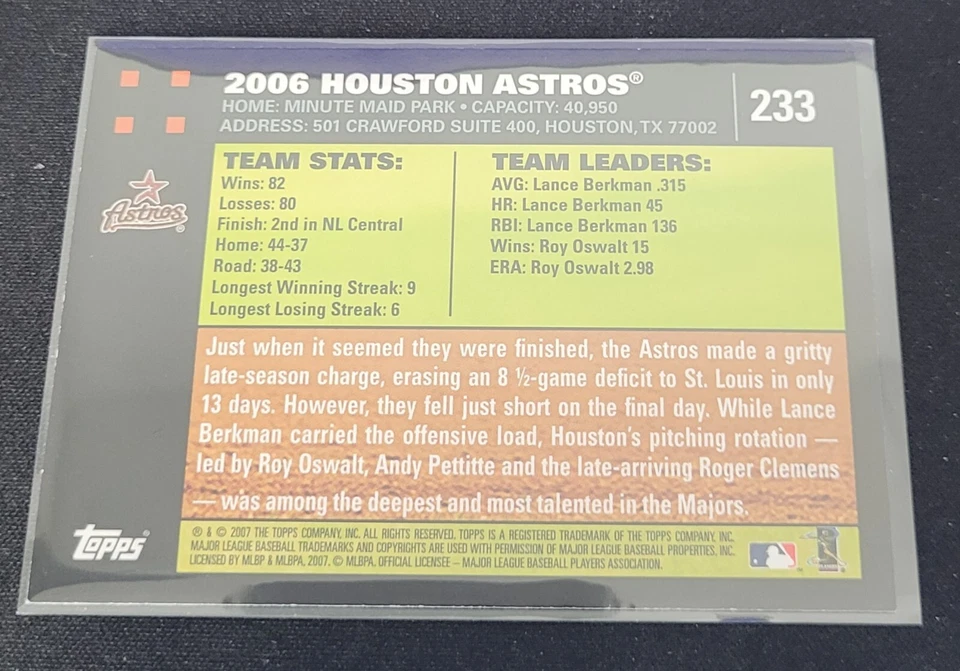 2006 HOUSTON ASTROS®
HOME: MINUTE MAID PARK • CAPACITY: 40,950
ADDRESS: 501 CRAWFORD SUITE 400, HOUSTON, TX 77002
233
Astros®
TEAM STATS:
Wins: 82
Losses: 80
Finish: 2nd in NL Central
Home: 44-37
Road: 38-43
Longest Winning Streak: 9
Longest Losing Streak: 6
TEAM LEADERS:
AVG: Lance Berkman .315
HR: Lance Berkman 45
RBI: Lance Berkman 136
Wins: Roy Oswalt 15
ERA: Roy Oswalt 2.98
Just when it seemed they were finished, the Astros made a gritty
late-season charge, erasing an 8 ½-game deficit to St. Louis in only
13 days. However, they fell just short on the final day. While Lance
Berkman carried the offensive load, Houston's pitching rotation —
led by Roy Oswalt, Andy Pettitte and the late-arriving Roger Clemens
— was among the deepest and most talented in the Majors.
Topps®
® & © 2007 THE TOPPS COMPANY, INC. ALL RIGHTS RESERVED. TOPPS IS A REGISTERED TRADEMARK OF THE TOPPS COMPANY, INC.
MAJOR LEAGUE BASEBALL TRADEMARKS AND COPYRIGHTS ARE USED WITH PERMISSION OF MAJOR LEAGUE BASEBALL PROPERTIES, INC.
LICENSED BY MLBP & MLBPA, 2007. © MLBPA. OFFICIAL LICENSEE – MAJOR LEAGUE BASEBALL PLAYERS ASSOCIATION.